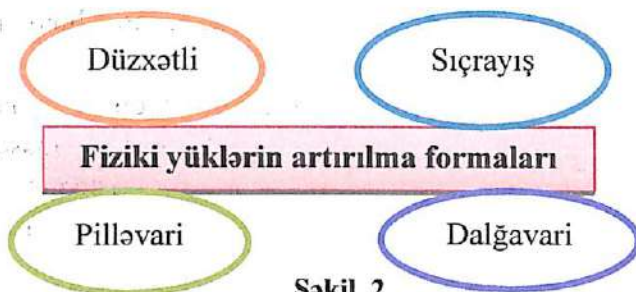 Düzxətli
Sıçrayış
Fiziki yüklərin artırılma formaları
Pilləvari
Dalğavari
Şəkil 2